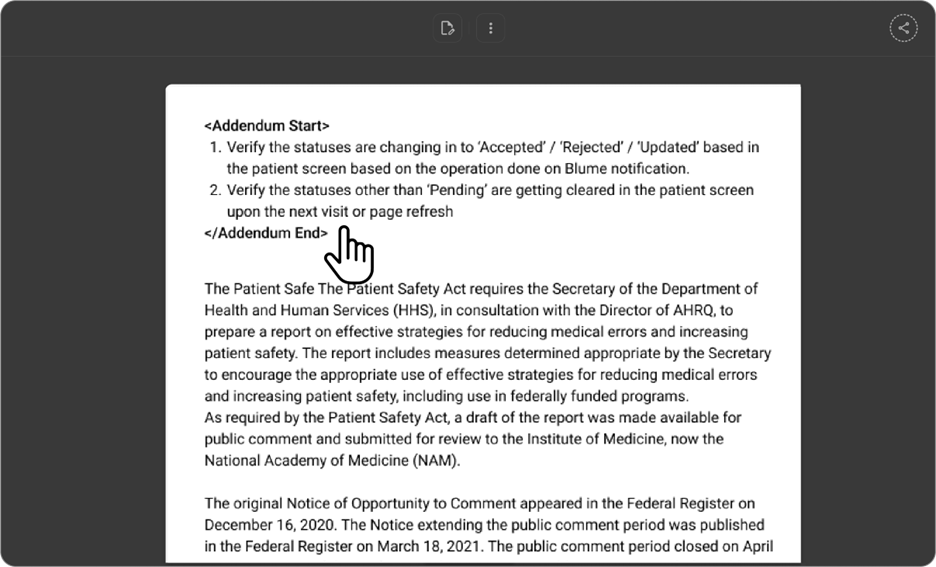 <Addendum Start>
1. Verify the statuses are changing in to ‘Accepted’ / ‘Rejected’ / ‘Updated’ based in
the patient screen based on the operation done on Blume notification.
2. Verify the statuses other than ‘Pending’ are getting cleared in the patient screen
upon the next visit or page refresh
</Addendum End>
The Patient Safe The Patient Safety Act requires the Secretary of the Department of
Health and Human Services (HHS), in consultation with the Director of AHRQ, to
prepare a report on effective strategies for reducing medical errors and increasing
patient safety. The report includes measures determined appropriate by the Secretary
to encourage the appropriate use of effective strategies for reducing medical errors
and increasing patient safety, including use in federally funded programs.
As required by the Patient Safety Act, a draft of the report was made available for
public comment and submitted for review to the Institute of Medicine, now the
National Academy of Medicine (NAM).
The original Notice of Opportunity to Comment appeared in the Federal Register on
December 16, 2020. The Notice extending the public comment period was published
in the Federal Register on March 18, 2021. The public comment period closed on April